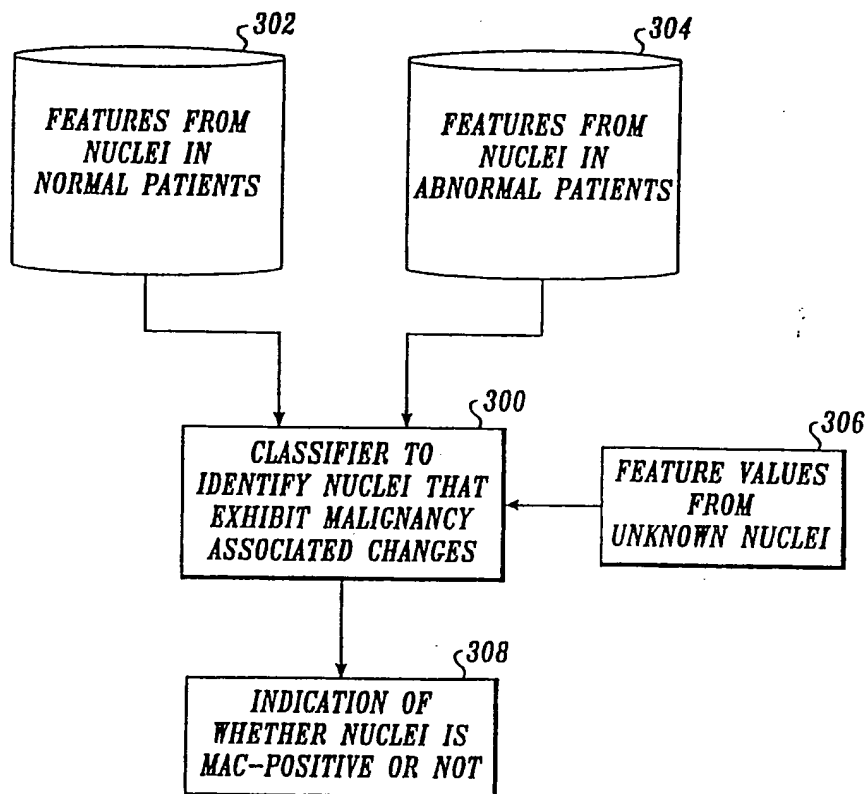 302
FEATURES FROM
NUCLEI IN
NORMAL PATIENTS
304
FEATURES FROM
NUCLEI IN
ABNORMAL PATIENTS
300
CLASSIFIER TO
IDENTIFY NUCLEI THAT
EXHIBIT MALIGNANCY
ASSOCIATED CHANGES
306
FEATURE VALUES
FROM
UNKNOWN NUCLEI
308
INDICATION OF
WHETHER NUCLEI IS
MAC-POSITIVE OR NOT